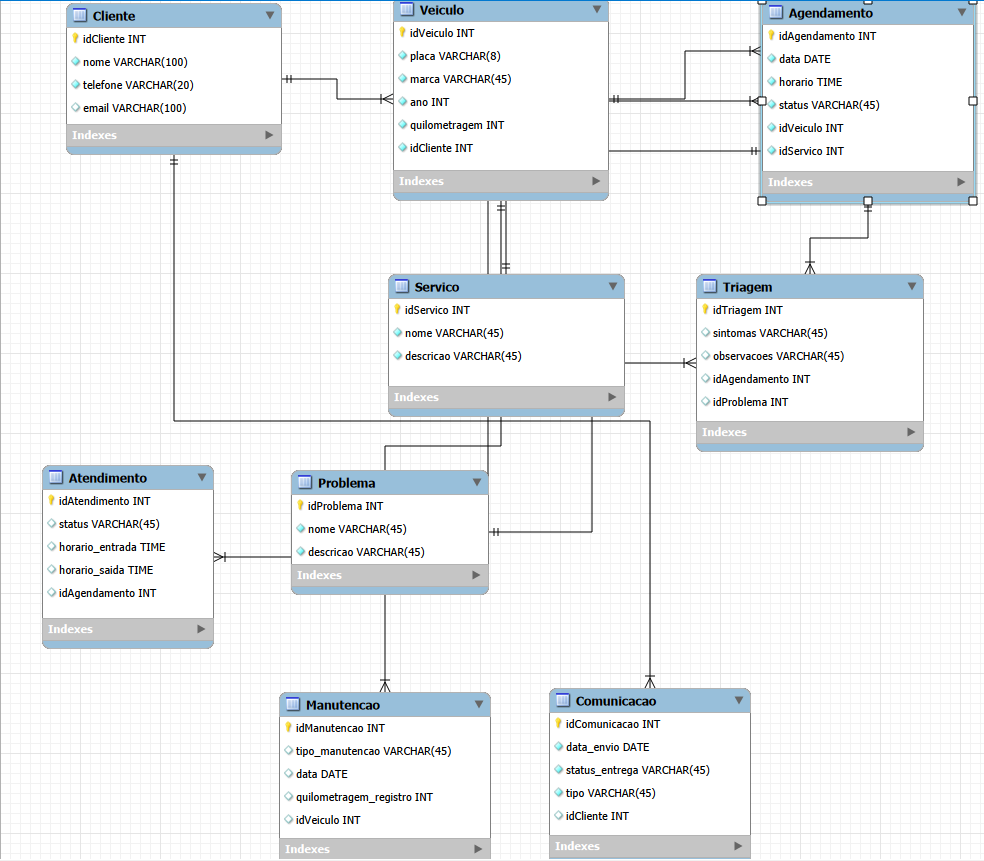 Cliente
idCliente INT
nome VARCHAR(100)
telefone VARCHAR(20)
email VARCHAR(100)
Indexes
Veiculo
idVeiculo INT
placa VARCHAR(8)
marca VARCHAR(45)
ano INT
quilometragem INT
idCliente INT
Indexes
Agendamento
idAgendamento INT
data DATE
horario TIME
status VARCHAR(45)
idVeiculo INT
idServico INT
Indexes
Servico
idServico INT
nome VARCHAR(45)
descricao VARCHAR(45)
Indexes
Triagem
idTriagem INT
sintomas VARCHAR(45)
observacoes VARCHAR(45)
idAgendamento INT
idProblema INT
Indexes
Atendimento
idAtendimento INT
status VARCHAR(45)
horario_entrada TIME
horario_saida TIME
idAgendamento INT
Indexes
Problema
idProblema INT
nome VARCHAR(45)
descricao VARCHAR(45)
Indexes
Manutencao
idManutencao INT
tipo_manutencao VARCHAR(45)
data DATE
quilometragem_registro INT
idVeiculo INT
Indexes
Comunicacao
idComunicacao INT
data_envio DATE
status_entrega VARCHAR(45)
tipo VARCHAR(45)
idCliente INT
Indexes